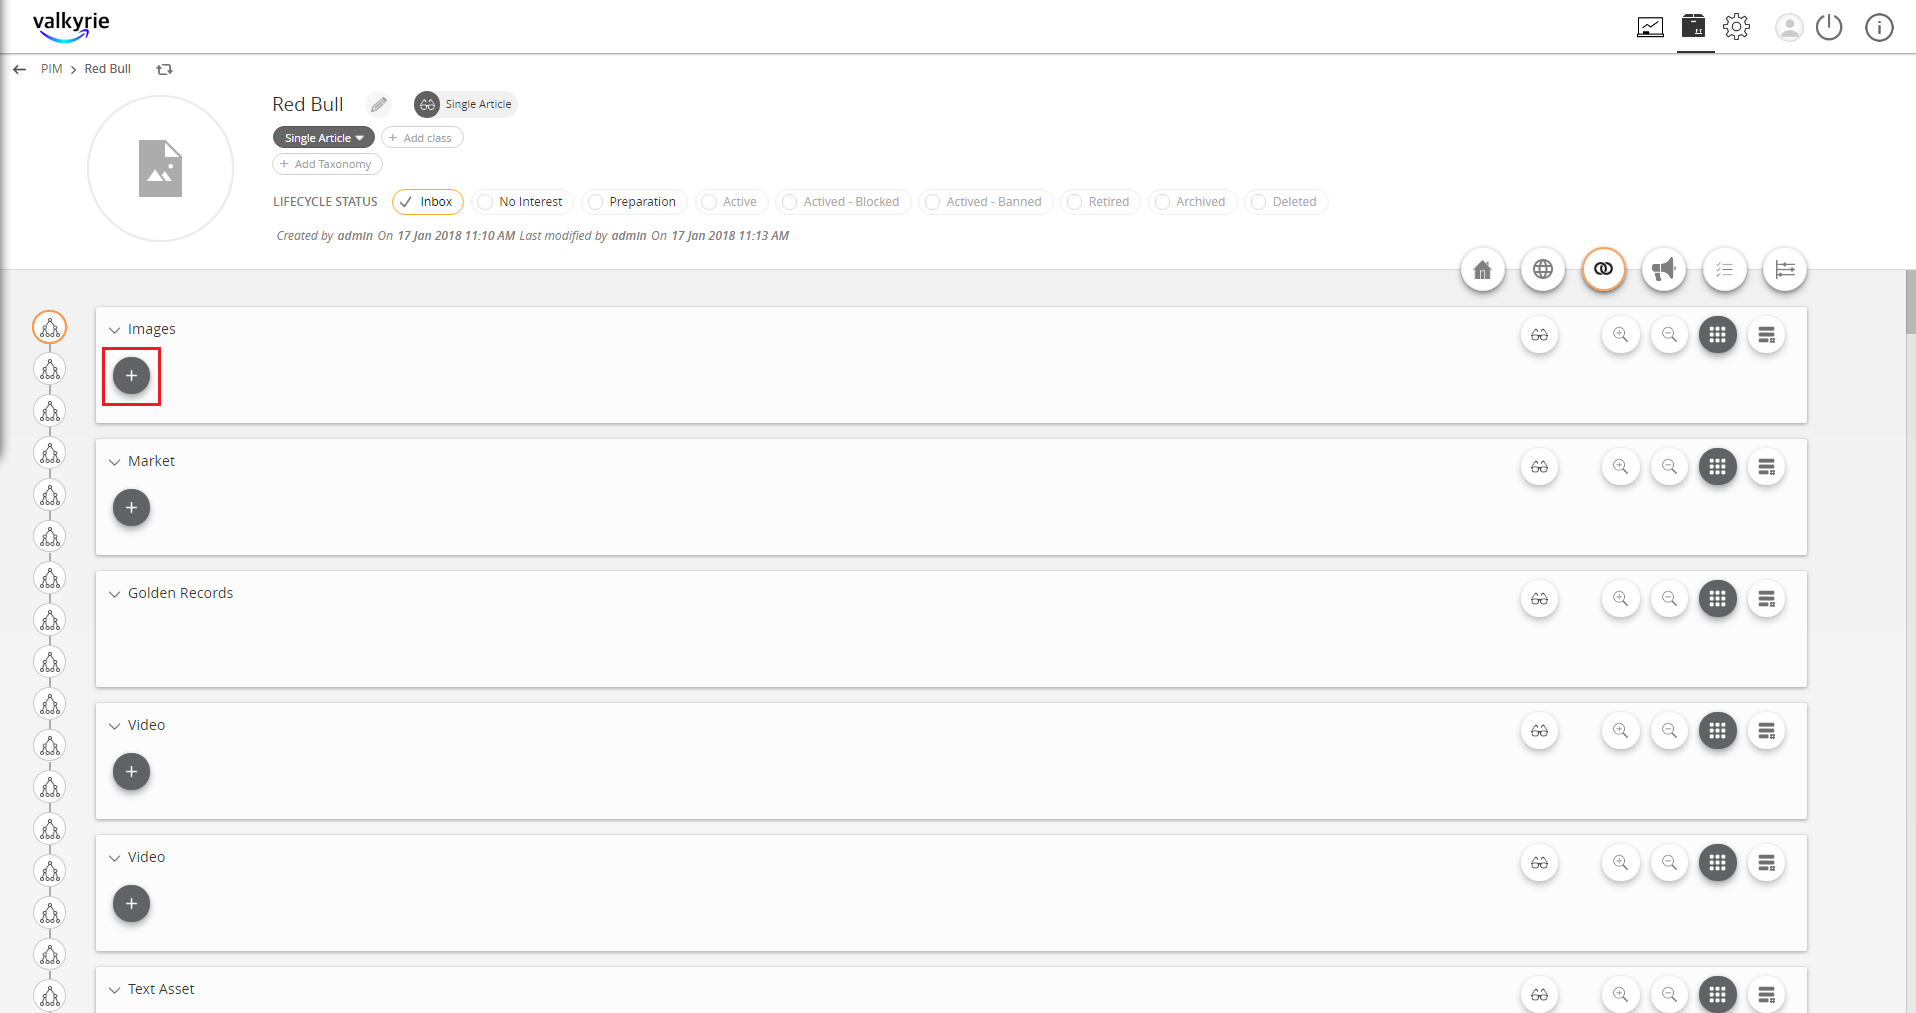 valkyrie
PIM > Red Bull
Red Bull Single Article
Single Article + Add class
+ Add Taxonomy
LIFECYCLE STATUS Inbox No Interest Preparation Active Actived - Blocked Actived - Banned Retired Archived Deleted
Created by admin On 17 Jan 2018 11:10 AM Last modified by admin On 17 Jan 2018 11:13 AM
Images
Market
Golden Records
Video
Video
Text Asset